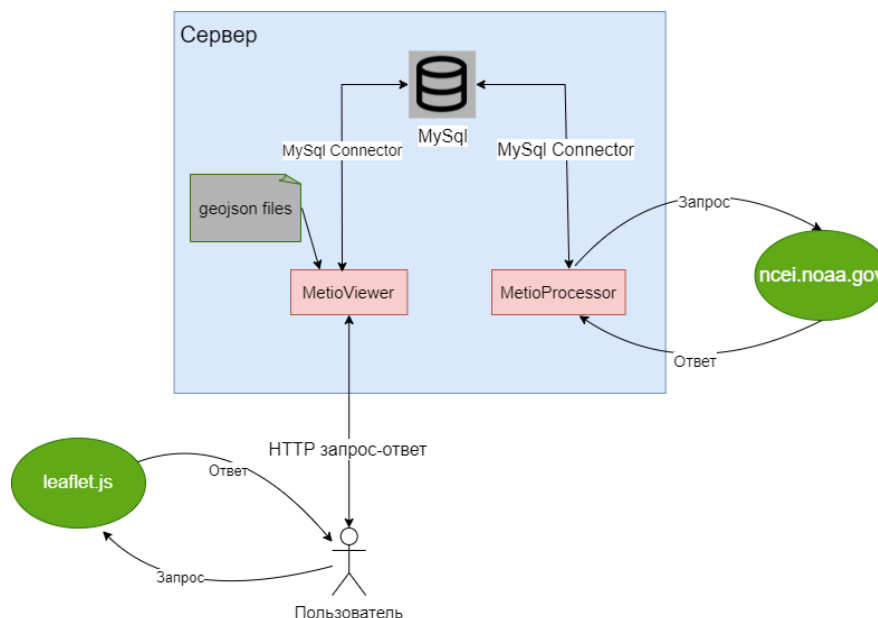 Сервер
MySql
MySql Connector
MySql Connector
geojson files
Запрос
ncei.noaa.gov
MetioViewer
MetioProcessor
Ответ
HTTP запрос-ответ
Ответ
leaflet.js
Запрос
Пользователь